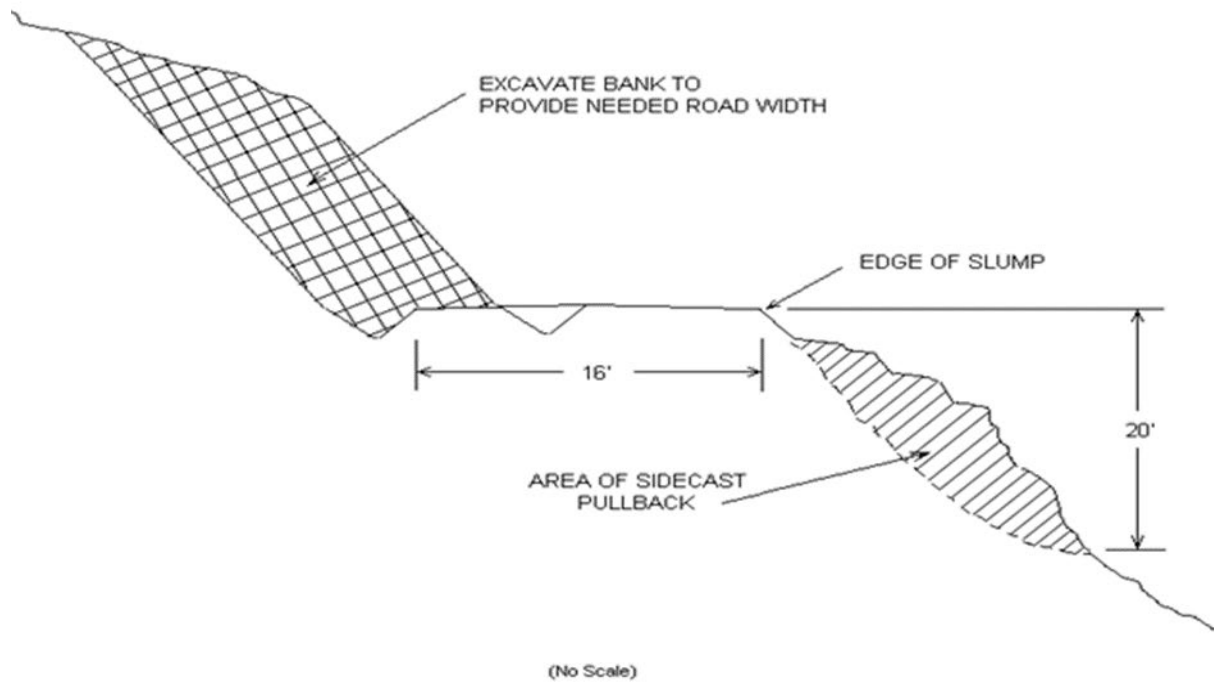 EXCAVATE BANK TO
PROVIDE NEEDED ROAD WIDTH
EDGE OF SLUMP
16'
20'
AREA OF SIDECAST
PULLBACK
(No Scale)